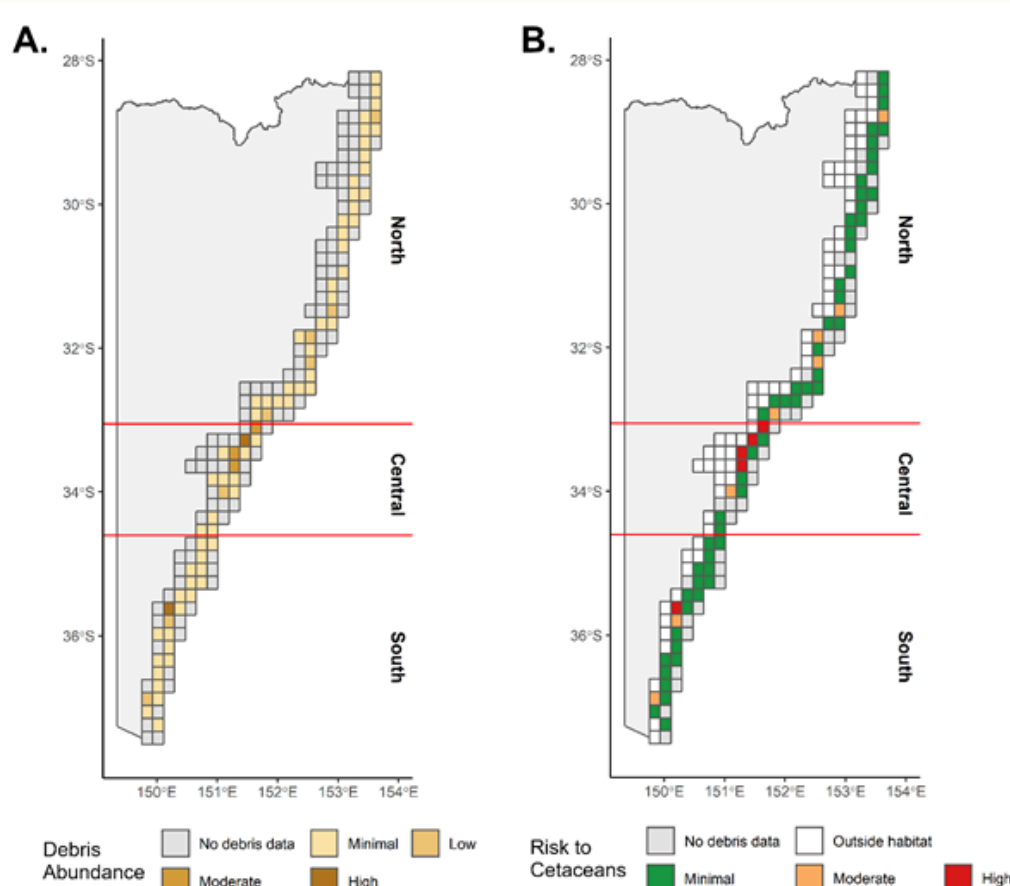 A.
28°S
30°S
32°S
34°S
36°S
North
Central
South
150°E 151°E 152°E 153°E 154°E
Debris Abundance
No debris data
Minimal
Low
Moderate
High
B.
28°S
30°S
32°S
34°S
36°S
North
Central
South
150°E 151°E 152°E 153°E 154°E
Risk to Cetaceans
No debris data
Outside habitat
Minimal
Moderate
High